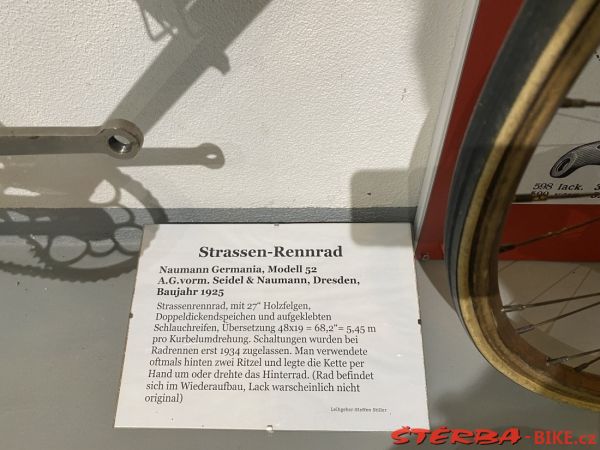 Strassen-Rennrad
Naumann Germania, Modell 52
A.G.vorm. Seidel & Naumann, Dresden,
Baujahr 1925
Strassenrennrad, mit 27" Holzfelgen,
Doppeldickendspeichen und aufgeklebten
Schlauchreifen, Übersetzung 48x19 = 68,2"= 5,45 m
pro Kurbelumdrehung. Schaltungen wurden bei
Radrennen erst 1934 zugelassen. Man verwendete
oftmals hinten zwei Ritzel und legte die Kette per
Hand um oder drehte das Hinterrad. (Rad befindet
sich im Wiederaufbau, Lack warscheinlich nicht
original)
Leihgeber Steffen Stiller
598 lack.
ŠTĚRBA-BIKE.cz